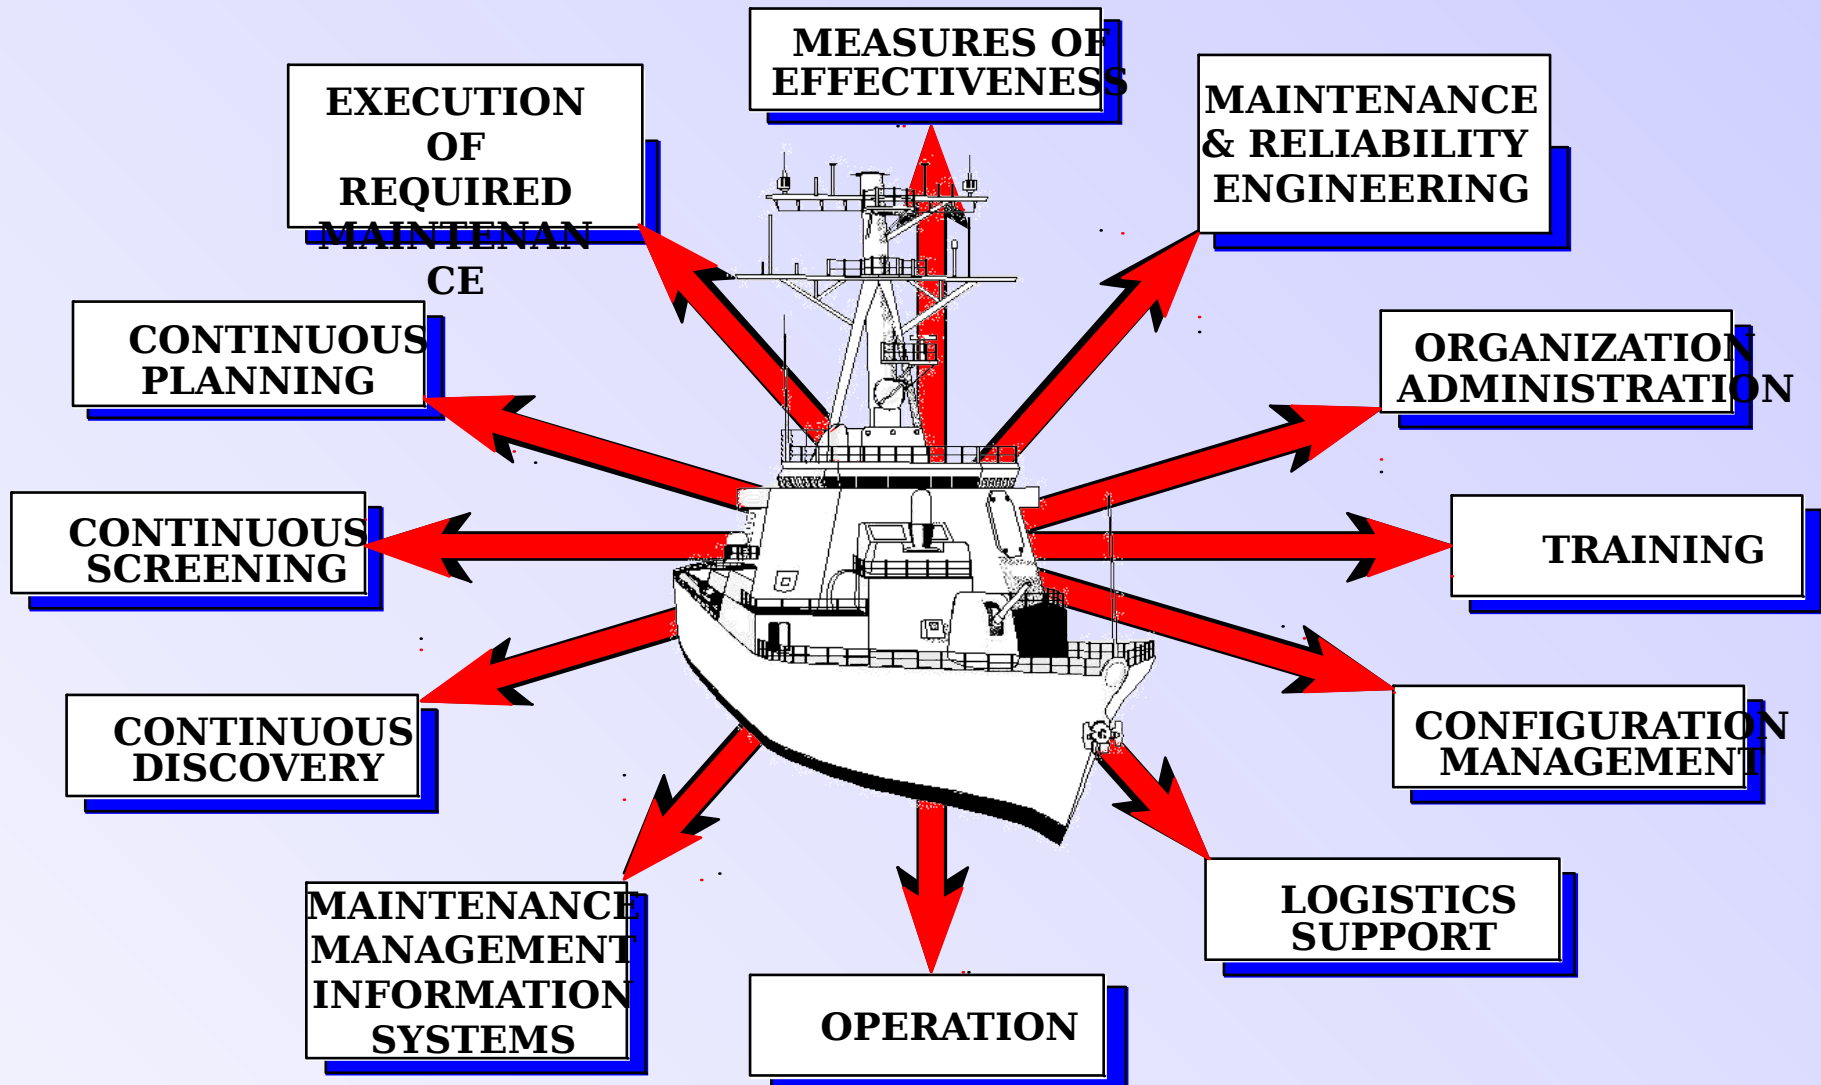 MEASURES OF
EFFECTIVENESS
EXECUTION
OF
REQUIRED
MAINTENAN
CE
MAINTENANCE
& RELIABILITY
ENGINEERING
CONTINUOUS
PLANNING
ORGANIZATION
ADMINISTRATION
CONTINUOUS
SCREENING
TRAINING
CONTINUOUS
DISCOVERY
CONFIGURATION
MANAGEMENT
MAINTENANCE
MANAGEMENT
INFORMATION
SYSTEMS
LOGISTICS
SUPPORT
OPERATION